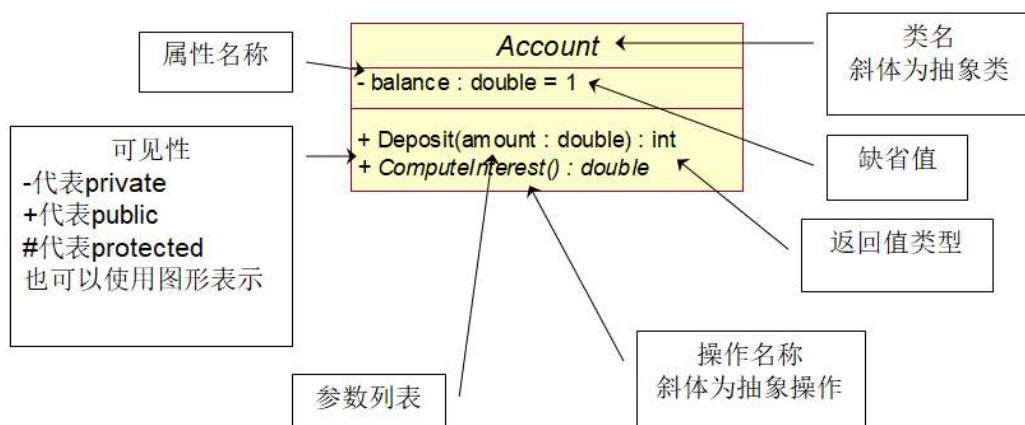 属性名称
Account
类名
斜体为抽象类
- balance : double = 1
可见性
-代表private
+代表public
#代表protected
也可以使用图形表示
+ Deposit(amount : double) : int
+ ComputeInterest() : double
缺省值
返回值类型
参数列表
操作名称
斜体为抽象操作